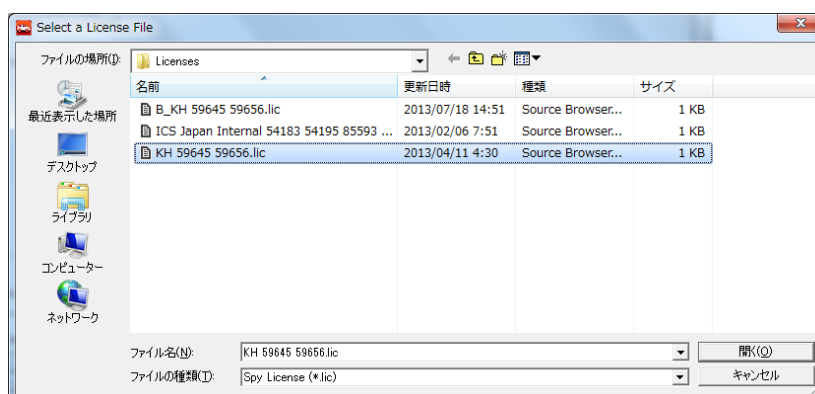 Select a License File
ファイルの場所(I): Licenses
名前 更新日時 種類 サイズ
B_KH 59645 59656.lic 2013/07/18 14:51 Source Browser... 1 KB
ICS Japan Internal 54183 54195 85593 ... 2013/02/06 7:51 Source Browser... 1 KB
KH 59645 59656.lic 2013/04/11 4:30 Source Browser... 1 KB
最近表示した場所
デスクトップ
ライブラリ
コンピューター
ネットワーク
ファイル名(N): KH 59645 59656.lic 開く(O)
ファイルの種類(T): Spy License (*.lic) キャンセル